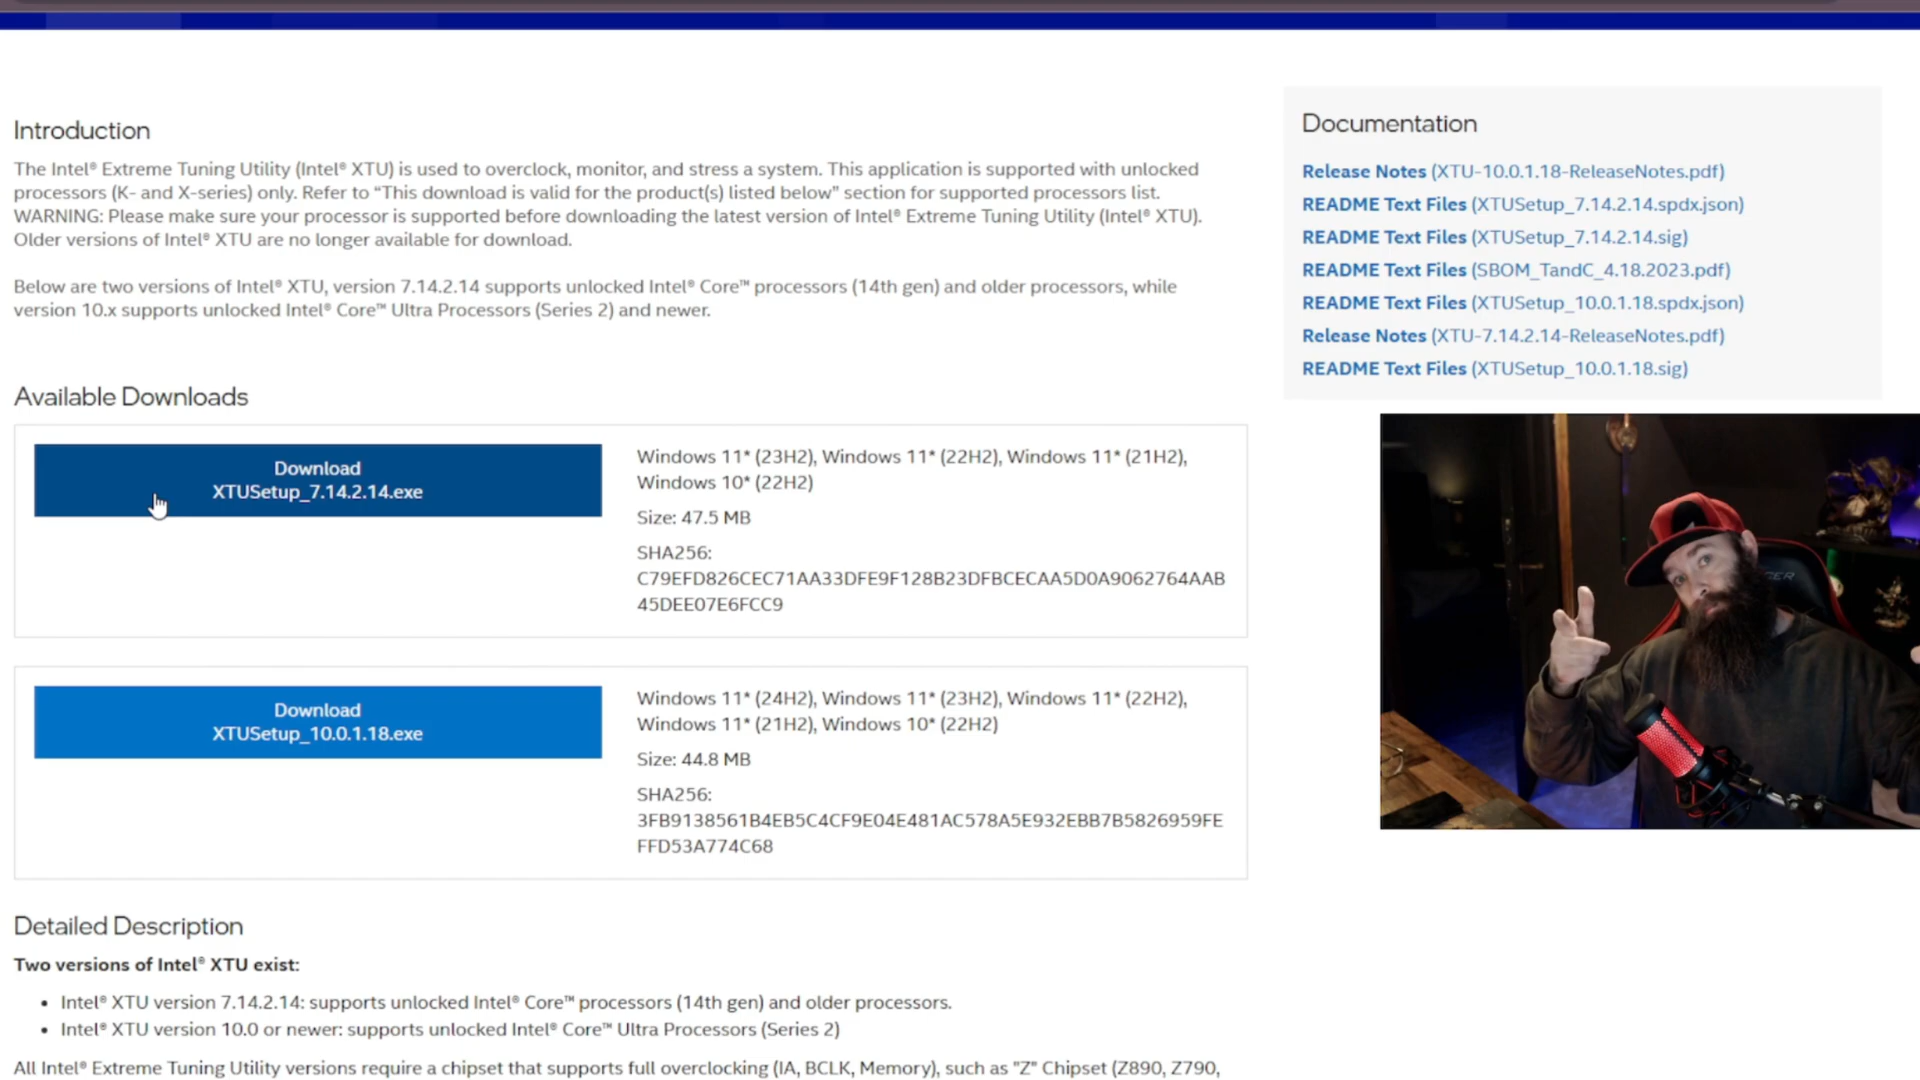 Introduction
The Intel® Extreme Tuning Utility (Intel® XTU) is used to overclock, monitor, and stress a system. This application is supported with unlocked
processors (K- and X-series) only. Refer to “This download is valid for the product(s) listed below” section for supported processors list.
WARNING: Please make sure your processor is supported before downloading the latest version of Intel® Extreme Tuning Utility (Intel® XTU).
Older versions of Intel® XTU are no longer available for download.
Below are two versions of Intel® XTU, version 7.14.2.14 supports unlocked Intel® Core™ processors (14th gen) and older processors, while
version 10.x supports unlocked Intel® Core™ Ultra Processors (Series 2) and newer.
Available Downloads
Download
XTUSetup_7.14.2.14.exe
Windows 11* (23H2), Windows 11* (22H2), Windows 11* (21H2),
Windows 10* (22H2)
Size: 47.5 MB
SHA256:
C79EFD826CEC71AA33DFE9F128B23DFBCECAA5D0A9062764AAB
45DEE07E6FCC9
Download
XTUSetup_10.0.1.18.exe
Windows 11* (24H2), Windows 11* (23H2), Windows 11* (22H2),
Windows 11* (21H2), Windows 10* (22H2)
Size: 44.8 MB
SHA256:
3FB9138561B4EB5C4CF9E04E481AC578A5E932EBB7B5826959FE
FFD53A774C68
Detailed Description
Two versions of Intel® XTU exist:
• Intel® XTU version 7.14.2.14: supports unlocked Intel® Core™ processors (14th gen) and older processors.
• Intel® XTU version 10.0 or newer: supports unlocked Intel® Core™ Ultra Processors (Series 2)
All Intel® Extreme Tuning Utility versions require a chipset that supports full overclocking (IA, BCLK, Memory), such as "Z" Chipset (Z890, Z790,
Documentation
Release Notes (XTU-10.0.1.18-ReleaseNotes.pdf)
README Text Files (XTUSetup_7.14.2.14.spdx.json)
README Text Files (XTUSetup_7.14.2.14.sig)
README Text Files (SBOM_TandC_4.18.2023.pdf)
README Text Files (XTUSetup_10.0.1.18.spdx.json)
Release Notes (XTU-7.14.2.14-ReleaseNotes.pdf)
README Text Files (XTUSetup_10.0.1.18.sig)